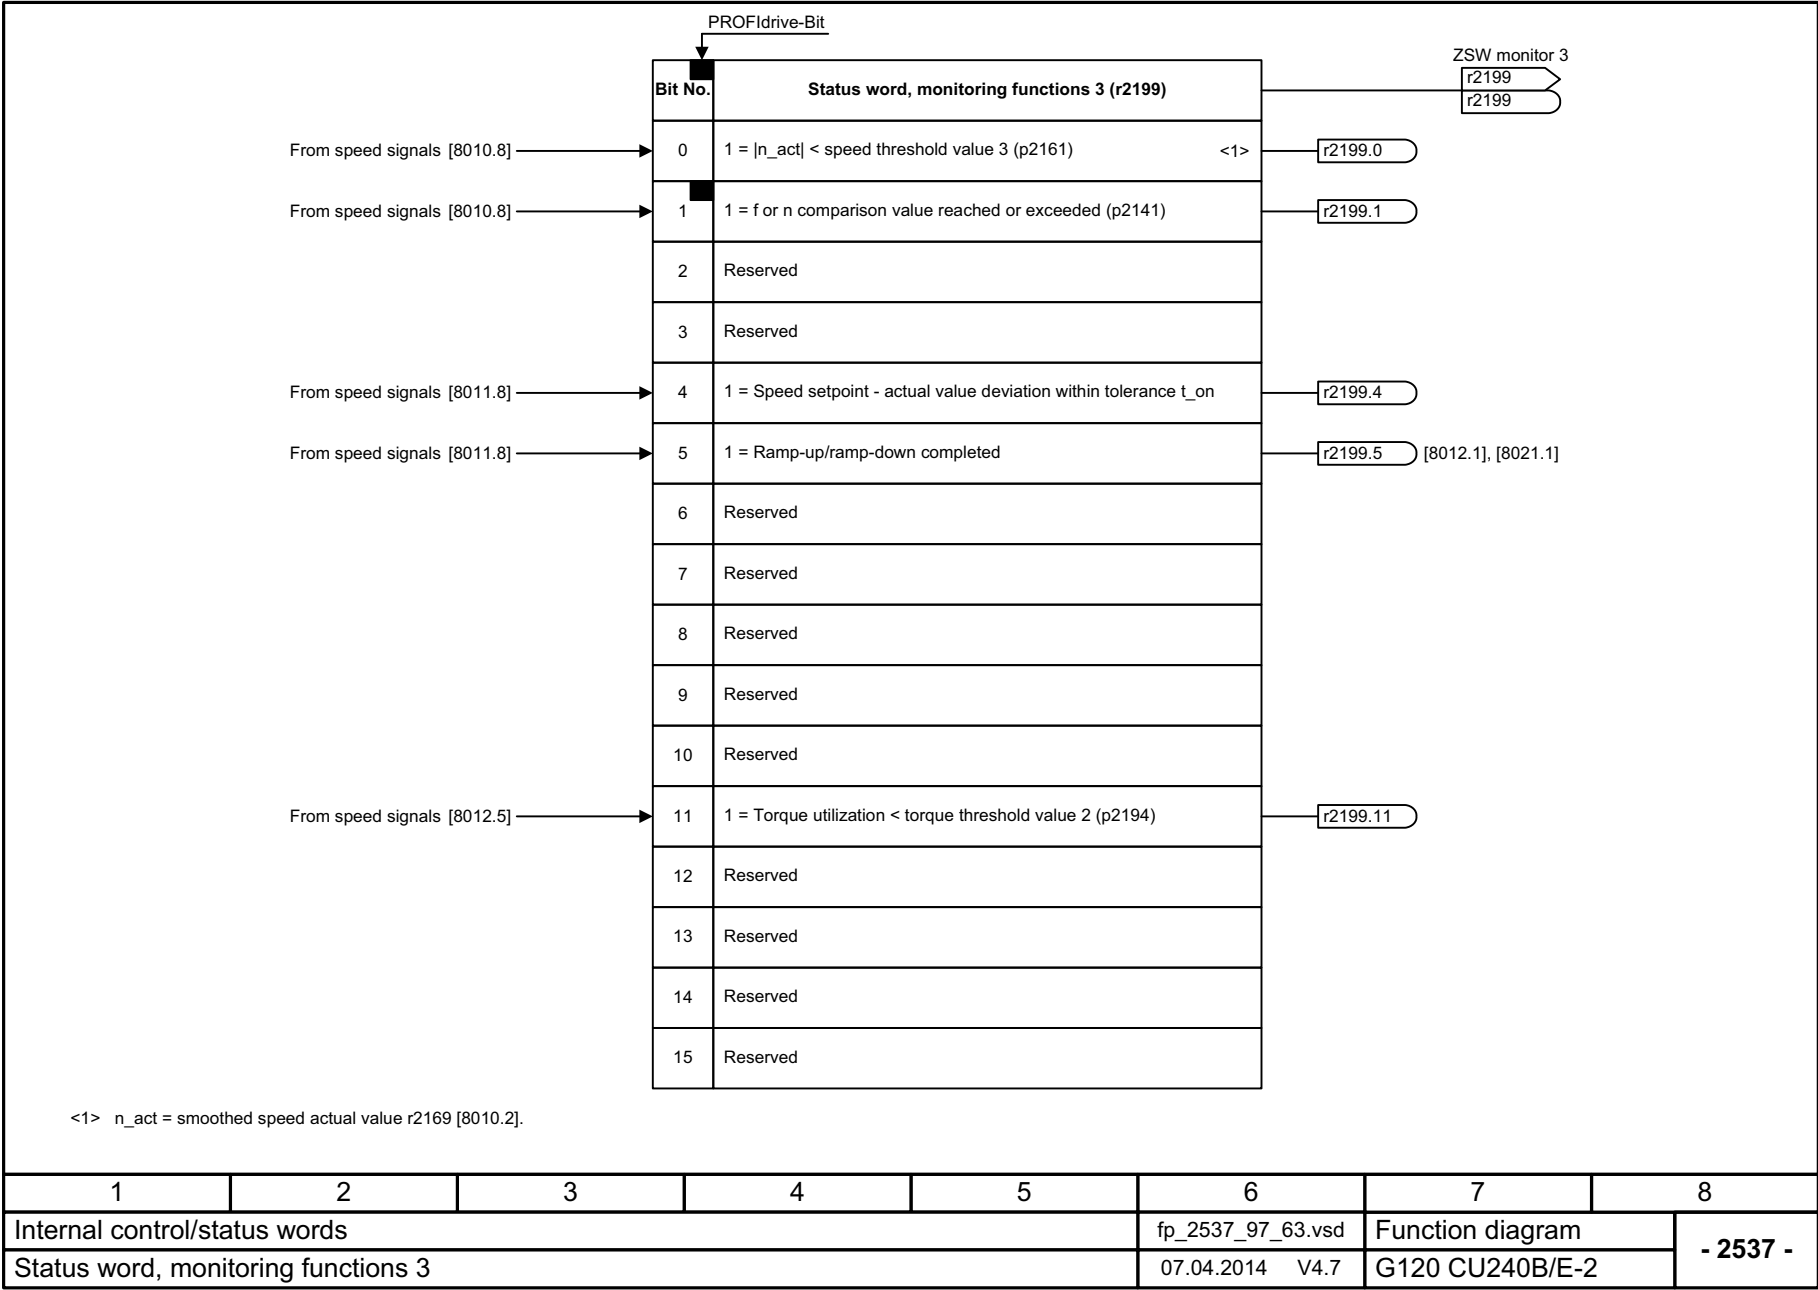 PROFIdrive-Bit
ZSW monitor 3
r2199
r2199
Bit No. Status word, monitoring functions 3 (r2199)
From speed signals [8010.8] 0 1 = |n_act| < speed threshold value 3 (p2161) <1> r2199.0
From speed signals [8010.8] 1 1 = f or n comparison value reached or exceeded (p2141) r2199.1
2 Reserved
3 Reserved
From speed signals [8011.8] 4 1 = Speed setpoint - actual value deviation within tolerance t_on r2199.4
From speed signals [8011.8] 5 1 = Ramp-up/ramp-down completed r2199.5 [8012.1], [8021.1]
6 Reserved
7 Reserved
8 Reserved
9 Reserved
10 Reserved
From speed signals [8012.5] 11 1 = Torque utilization < torque threshold value 2 (p2194) r2199.11
12 Reserved
13 Reserved
14 Reserved
15 Reserved
<1> n_act = smoothed speed actual value r2169 [8010.2].
1 2 3 4 5 6 7 8
Internal control/status words fp_2537_97_63.vsd Function diagram - 2537 -
Status word, monitoring functions 3 07.04.2014 V4.7 G120 CU240B/E-2